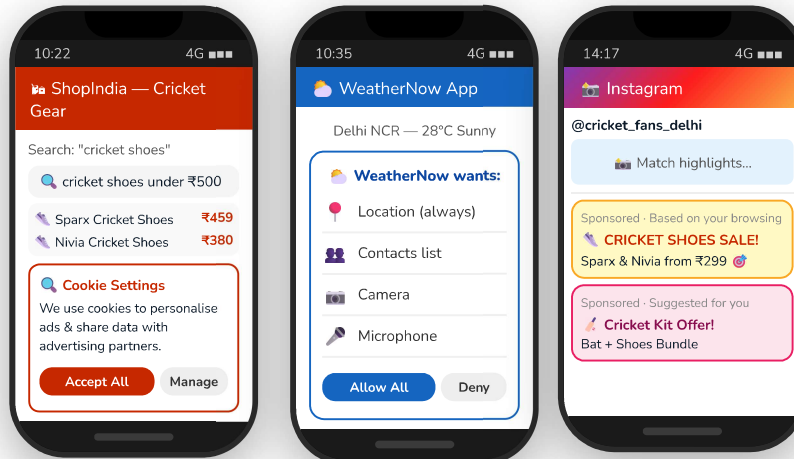 10:22 4G
ShopIndia — Cricket
Gear
Search: "cricket shoes"
cricket shoes under ₹500
Sparx Cricket Shoes ₹459
Nivia Cricket Shoes ₹380
Cookie Settings
We use cookies to personalise
ads & share data with
advertising partners.
Accept All Manage
10:35 4G
WeatherNow App
Delhi NCR — 28°C Sunny
WeatherNow wants:
Location (always)
Contacts list
Camera
Microphone
Allow All Deny
14:17 4G
Instagram
@cricket_fans_delhi
Match highlights...
Sponsored · Based on your browsing
CRICKET SHOES SALE!
Sparx & Nivia from ₹299
Sponsored · Suggested for you
Cricket Kit Offer!
Bat + Shoes Bundle